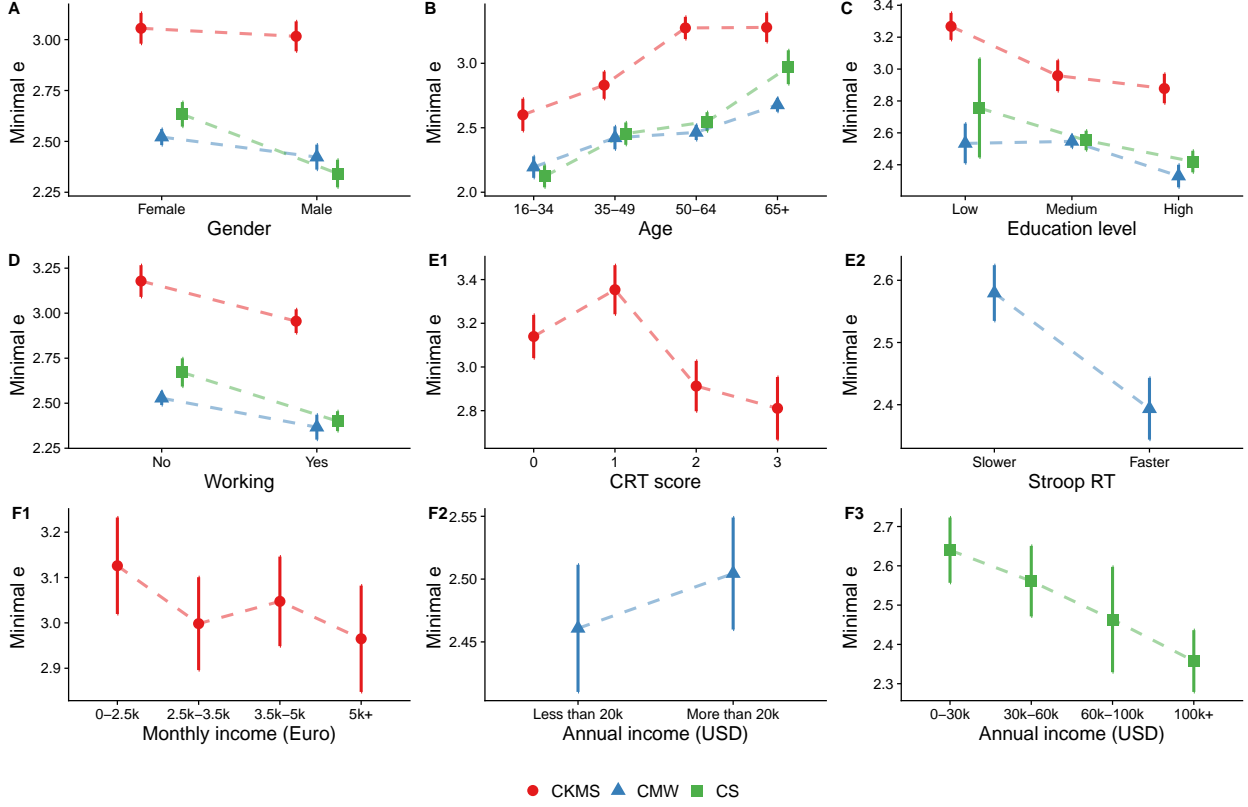 A
Minimal e
3.00
2.75
2.50
2.25
Female
Male
Gender
B
Minimal e
3.0
2.5
2.0
16–34
35–49
50–64
65+
Age
C
Minimal e
3.4
3.2
3.0
2.8
2.6
2.4
Low
Medium
High
Education level
D
Minimal e
3.25
3.00
2.75
2.50
2.25
No
Yes
Working
E1
Minimal e
3.4
3.2
3.0
2.8
0
1
2
3
CRT score
E2
Minimal e
2.6
2.5
2.4
Slower
Faster
Stroop RT
F1
Minimal e
3.2
3.1
3.0
2.9
0–2.5k
2.5k–3.5k
3.5k–5k
5k+
Monthly income (Euro)
F2
Minimal e
2.55
2.50
2.45
Less than 20k
More than 20k
Annual income (USD)
F3
Minimal e
2.7
2.6
2.5
2.4
2.3
0–30k
30k–60k
60k–100k
100k+
Annual income (USD)
CKMS CMW CS